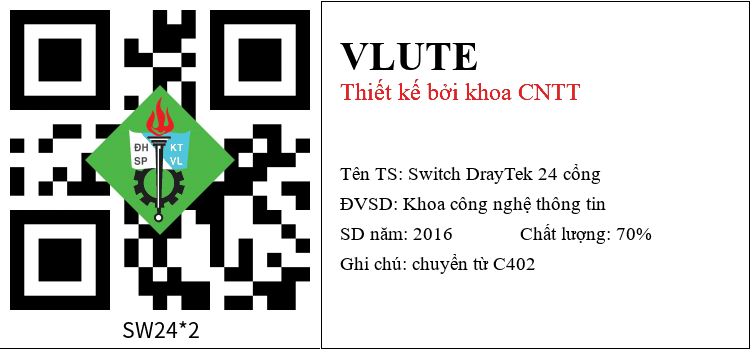 ĐH KT
SP VL
SW24*2
VLUTE
Thiết kế bởi khoa CNTT
Tên TS: Switch DrayTek 24 cổng
ĐVSD: Khoa công nghệ thông tin
SD năm: 2016 Chất lượng: 70%
Ghi chú: chuyển từ C402